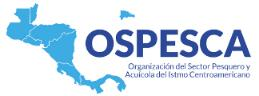 OSPESCA
Organización del Sector Pesquero y
Acuícola del Istmo Centroamericano